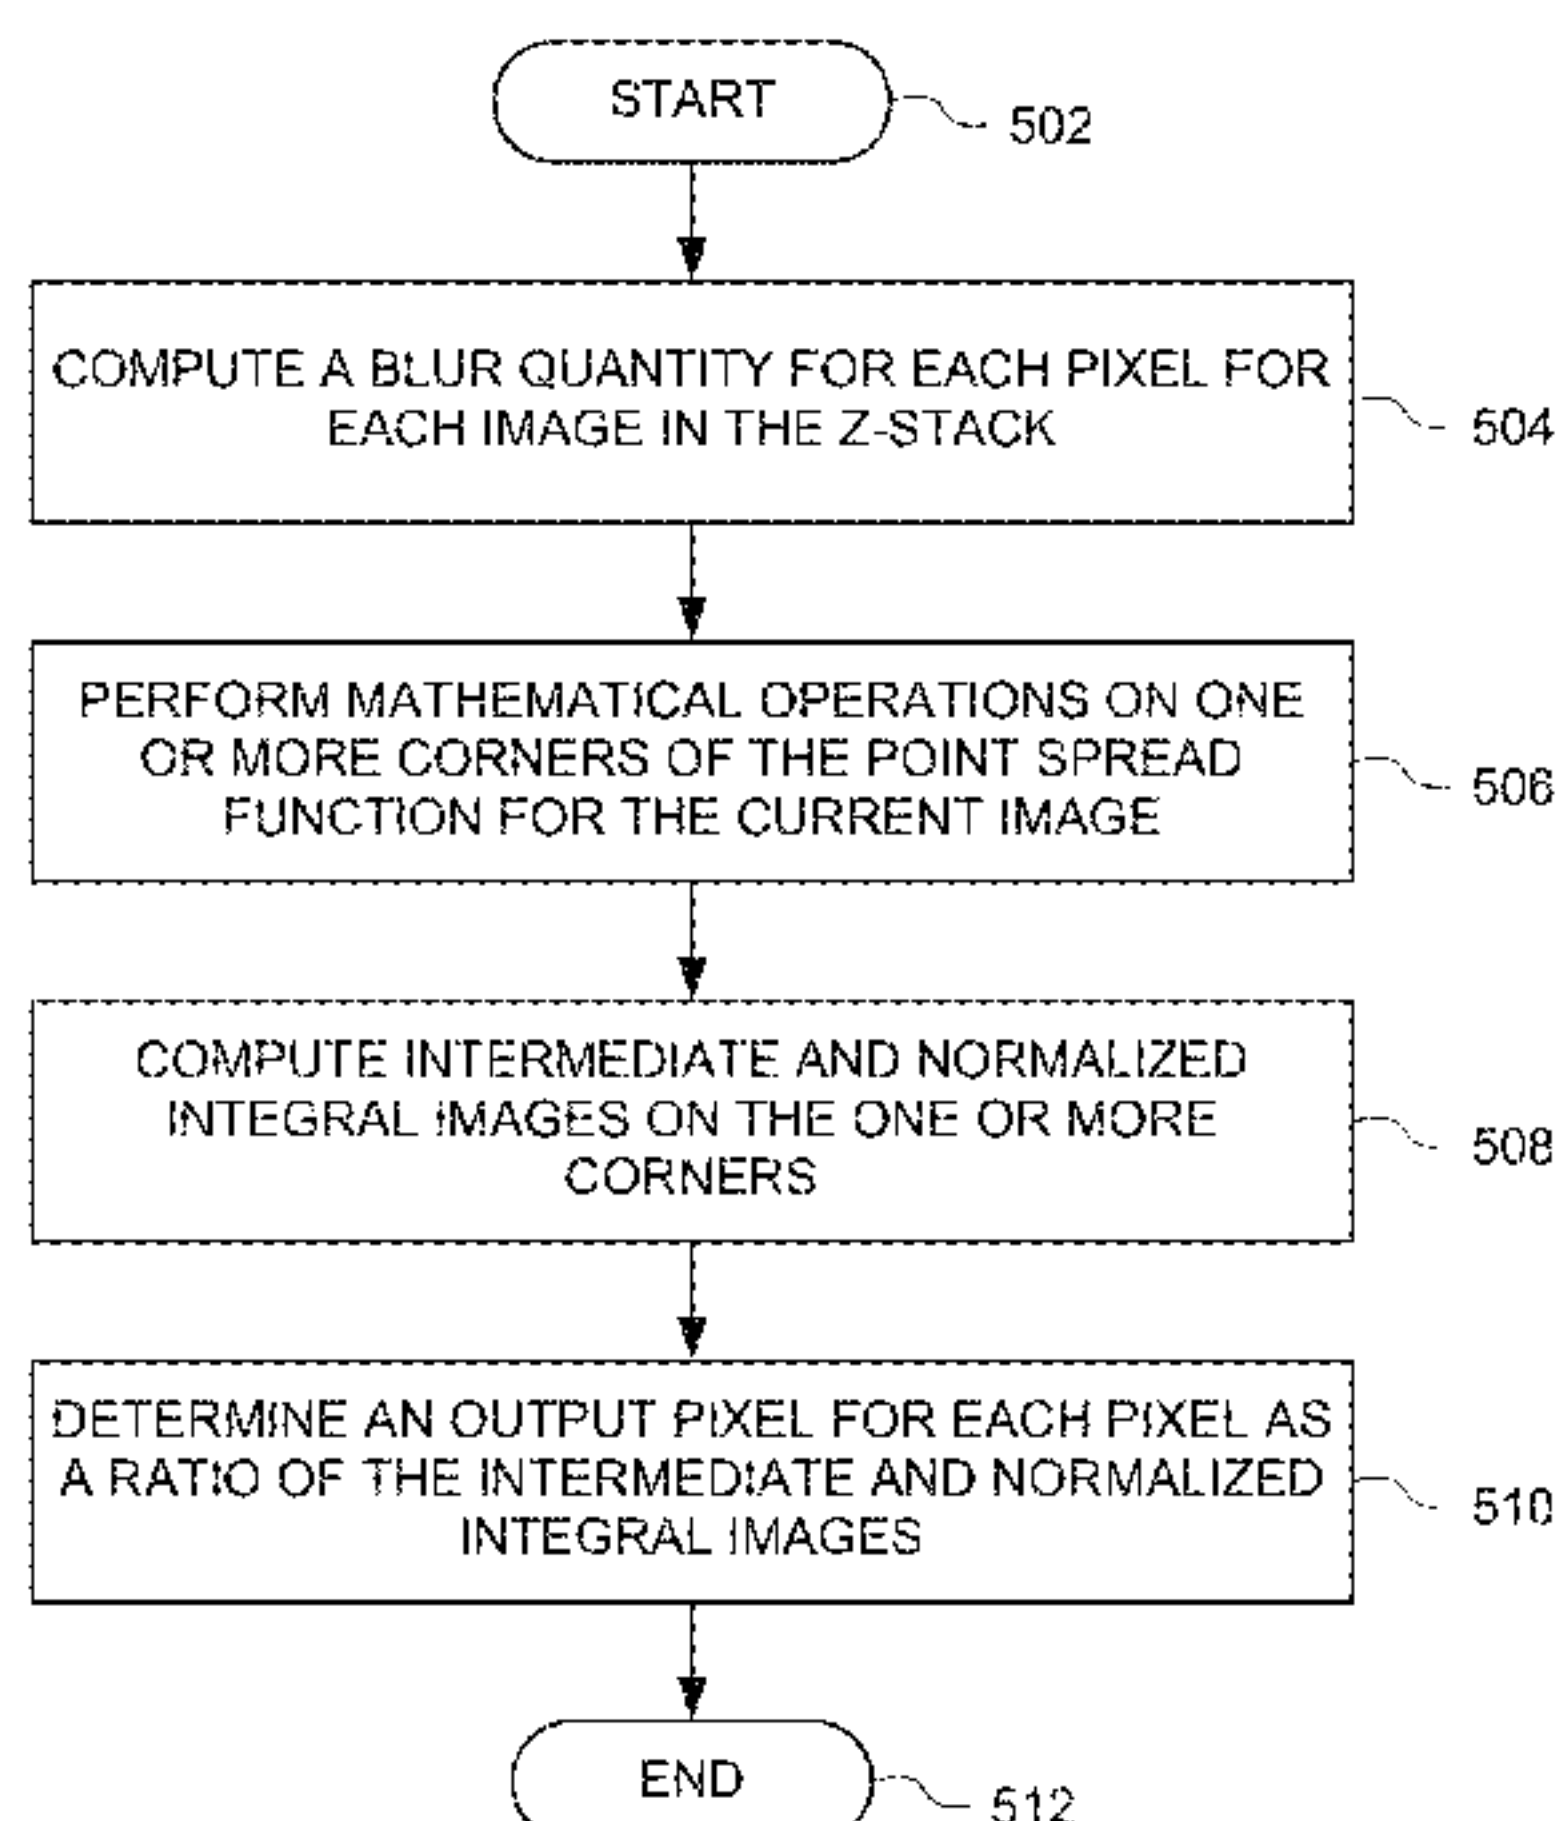 START
502
COMPUTE A BLUR QUANTITY FOR EACH PIXEL FOR
EACH IMAGE IN THE Z-STACK
504
PERFORM MATHEMATICAL OPERATIONS ON ONE
OR MORE CORNERS OF THE POINT SPREAD
FUNCTION FOR THE CURRENT IMAGE
506
COMPUTE INTERMEDIATE AND NORMALIZED
INTEGRAL IMAGES ON THE ONE OR MORE
CORNERS
508
DETERMINE AN OUTPUT PIXEL FOR EACH PIXEL AS
A RATIO OF THE INTERMEDIATE AND NORMALIZED
INTEGRAL IMAGES
510
END
512